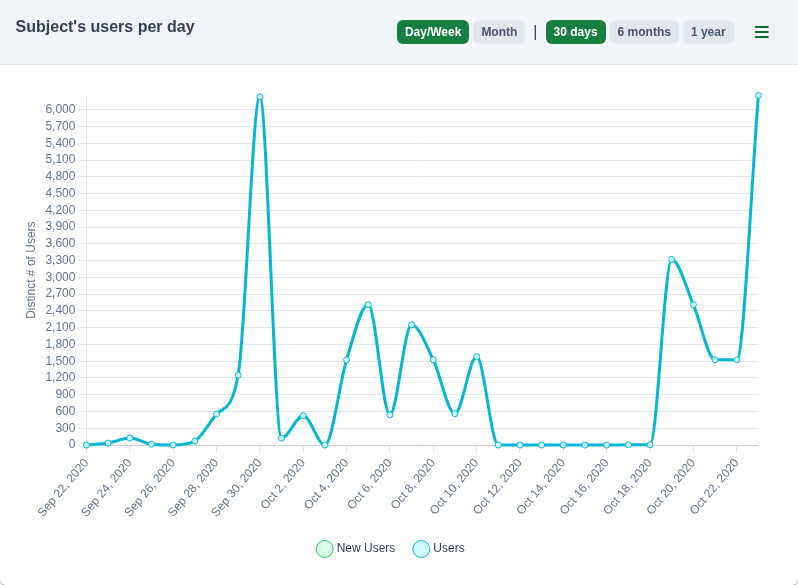 Subject's users per day
Day/Week Month | 30 days 6 months 1 year
Distinct # of Users
6,000
5,700
5,400
5,100
4,800
4,500
4,200
3,900
3,600
3,300
3,000
2,700
2,400
2,100
1,800
1,500
1,200
900
600
300
0
Sep 22, 2020
Sep 24, 2020
Sep 26, 2020
Sep 28, 2020
Sep 30, 2020
Oct 2, 2020
Oct 4, 2020
Oct 6, 2020
Oct 8, 2020
Oct 10, 2020
Oct 12, 2020
Oct 14, 2020
Oct 16, 2020
Oct 18, 2020
Oct 20, 2020
Oct 22, 2020
New Users Users